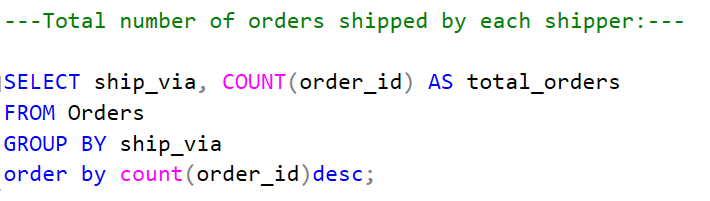 ---Total number of orders shipped by each shipper:---
SELECT ship_via, COUNT(order_id) AS total_orders
FROM Orders
GROUP BY ship_via
order by count(order_id)desc;